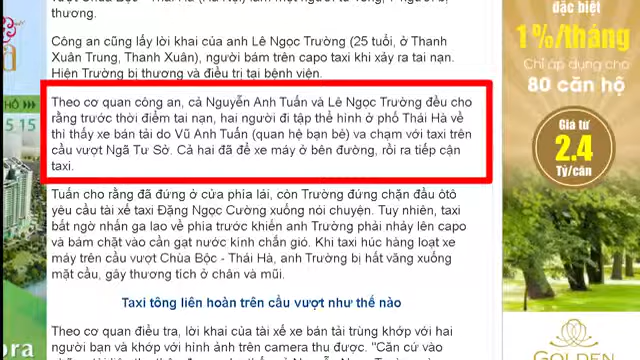 thương.
Công an cũng lấy lời khai của anh Lê Ngọc Trường (25 tuổi, ở Thanh
Xuân Trung, Thanh Xuân), người bám trên capo taxi khi xảy ra tai nạn.
Hiện Trường bị thương và điều trị tại bệnh viện.
Theo cơ quan công an, cả Nguyễn Anh Tuấn và Lê Ngọc Trường đều cho
rằng trước thời điểm tai nạn, hai người đi tập thể hình ở phố Thái Hà về
thì thấy xe bán tải do Vũ Anh Tuấn (quan hệ bạn bè) va chạm với taxi trên
cầu vượt Ngã Tư Sở. Cả hai đã để xe máy ở bên đường, rồi ra tiếp cận
taxi.
Tuấn cho rằng đã đứng ở cửa phía lái, còn Trường đứng chặn đầu ôtô
yêu cầu tài xế taxi Đặng Ngọc Cường xuống nói chuyện. Tuy nhiên, taxi
bất ngờ nhấn ga lao về phía trước khiến anh Trường phải nhảy lên capo
và bám chặt vào cần gạt nước kính chắn gió. Khi taxi húc hàng loạt xe
máy trên cầu vượt Chùa Bộc - Thái Hà, anh Trường bị hất văng xuống
mặt cầu, gây thương tích ở chân và mũi.
Taxi tông liên hoàn trên cầu vượt như thế nào
Theo cơ quan điều tra, lời khai của tài xế xe bán tải trùng khớp với hai
người bạn và khớp với hình ảnh trên camera thu được. "Căn cứ vào
đặc biệt
1%/tháng
Chỉ áp dụng cho
80 căn hộ
Giá từ
2.4
Tỷ/căn
GOLDEN
HỒ
5 15
ora